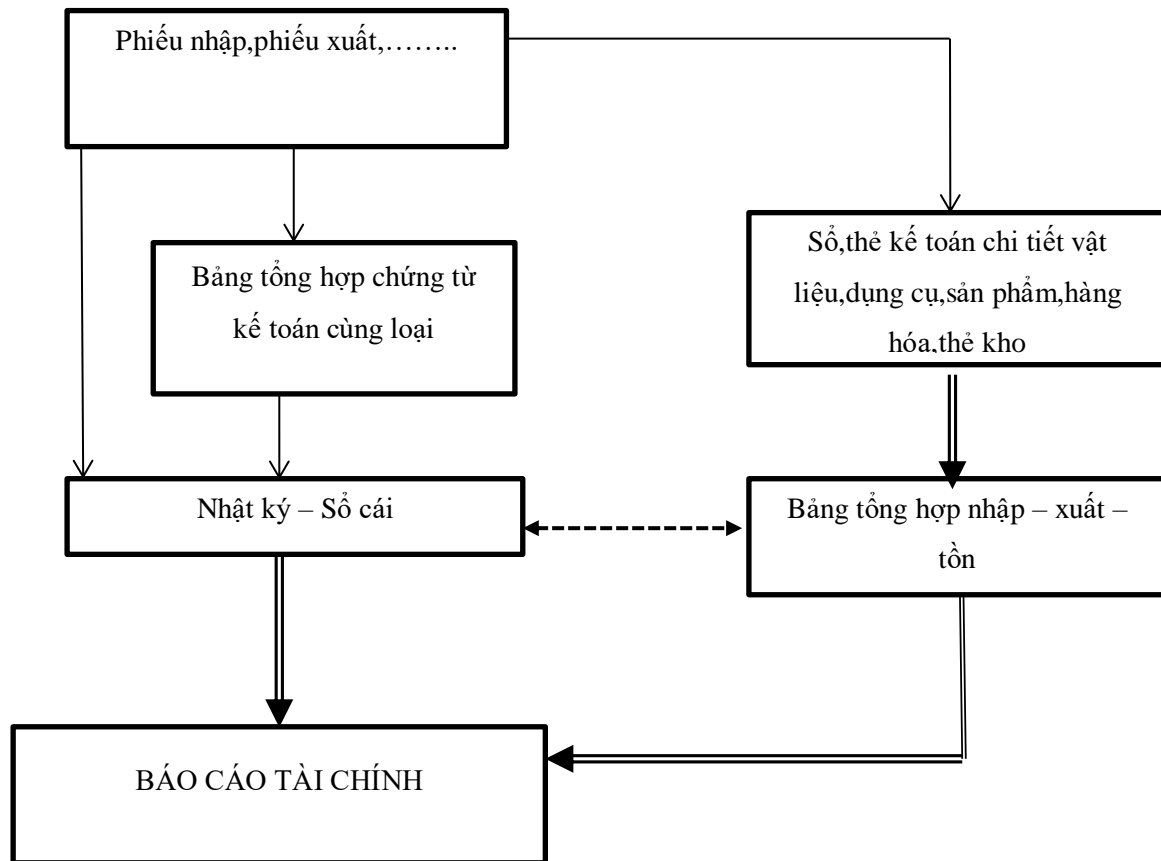 Phiếu nhập,phiếu xuất,……..
Sổ,thẻ kế toán chi tiết vật
liệu,dụng cụ,sản phẩm,hàng
hóa,thẻ kho
Bảng tổng hợp chứng từ
kế toán cùng loại
Nhật ký – Sổ cái
Bảng tổng hợp nhập – xuất –
tồn
BÁO CÁO TÀI CHÍNH